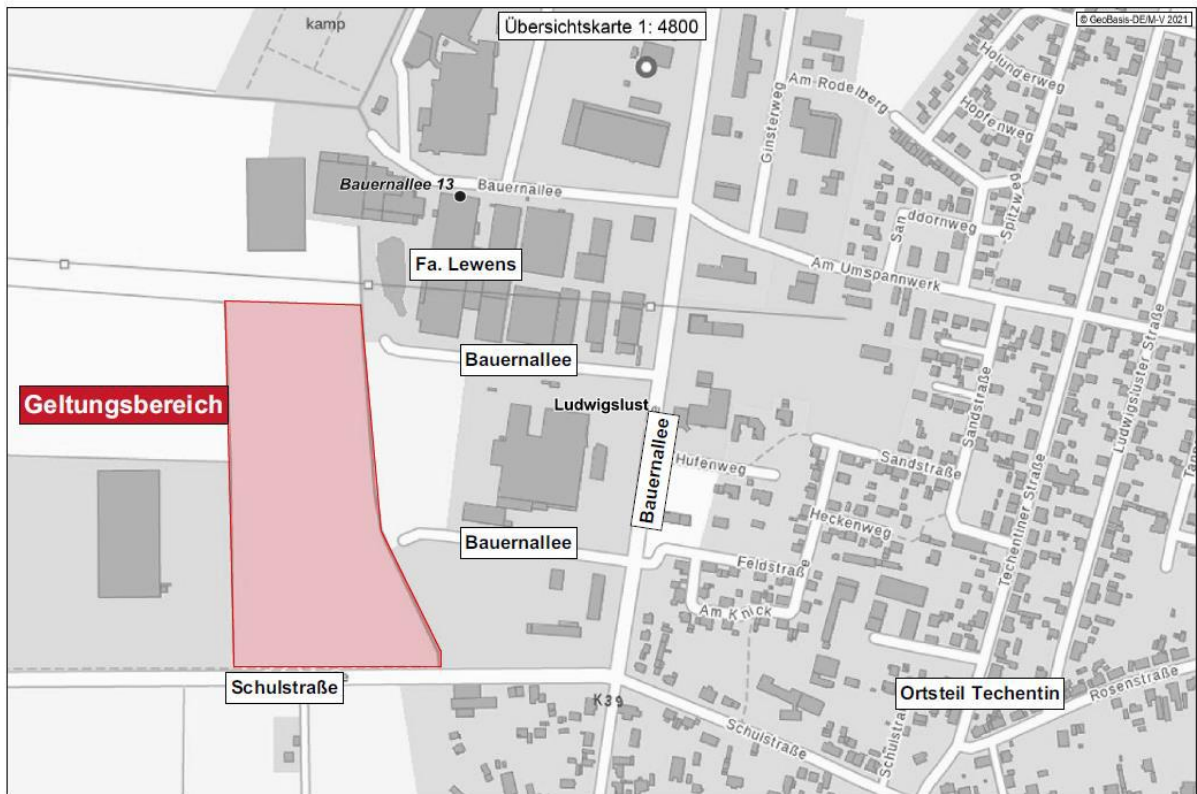 kamp
Übersichtskarte 1: 4800
© GeoBasis-DE/M-V 2021
Holunderweg
Am Rodelberg
Hopfenweg
Ginsterweg
Spitzweg
Bauernallee 13
Bauernallee
Sanddornweg
Fa. Lewens
Am Umspannwerk
Ludwigsluster Straße
Bauernallee
Sandstraße
Geltungsbereich
Ludwigslust
Bauernallee
Hufenweg
Sandstraße
Techentiner Straße
Heckenweg
Bauernallee
Feldstraße
Am Knick
Schulstraße
K39
Ortsteil Techentin
Rosenstraße
Schulstraße
Schulstra